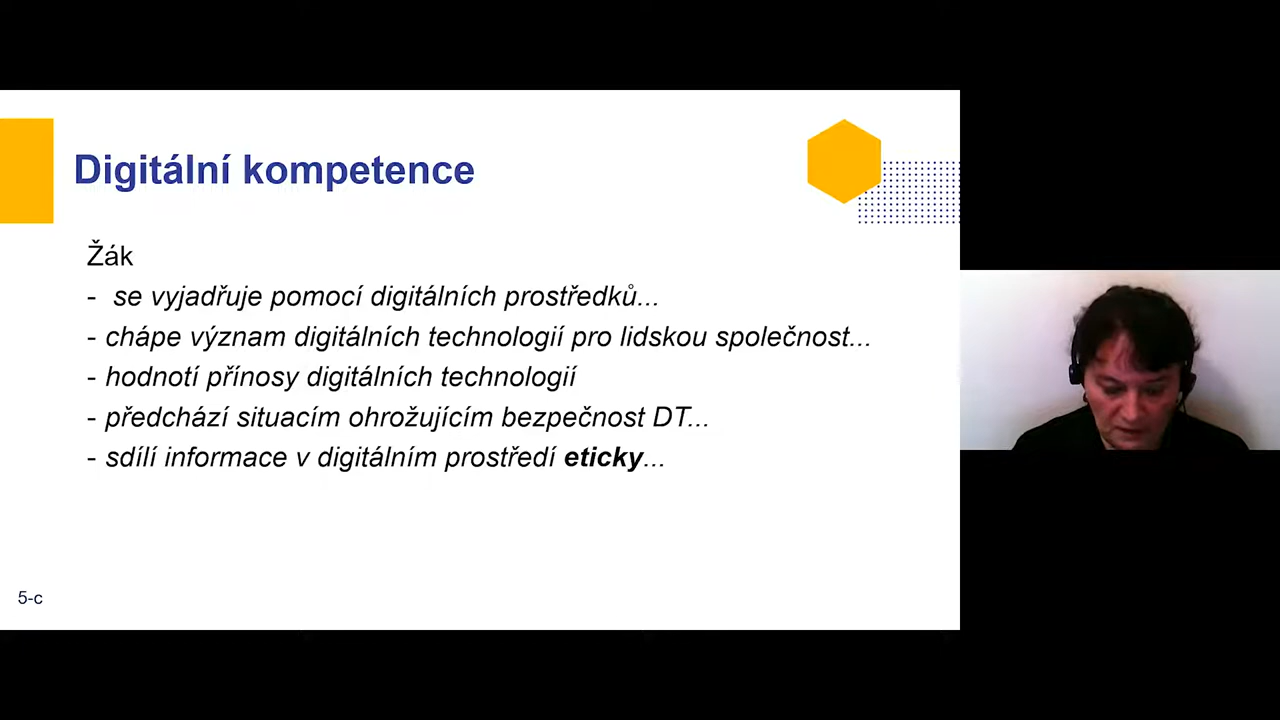 Digitální kompetence
Žák
- se vyjadřuje pomocí digitálních prostředků...
- chápe význam digitálních technologií pro lidskou společnost...
- hodnotí přínosy digitálních technologií
- předchází situacím ohrožujícím bezpečnost DT...
- sdílí informace v digitálním prostředí eticky...
5-c